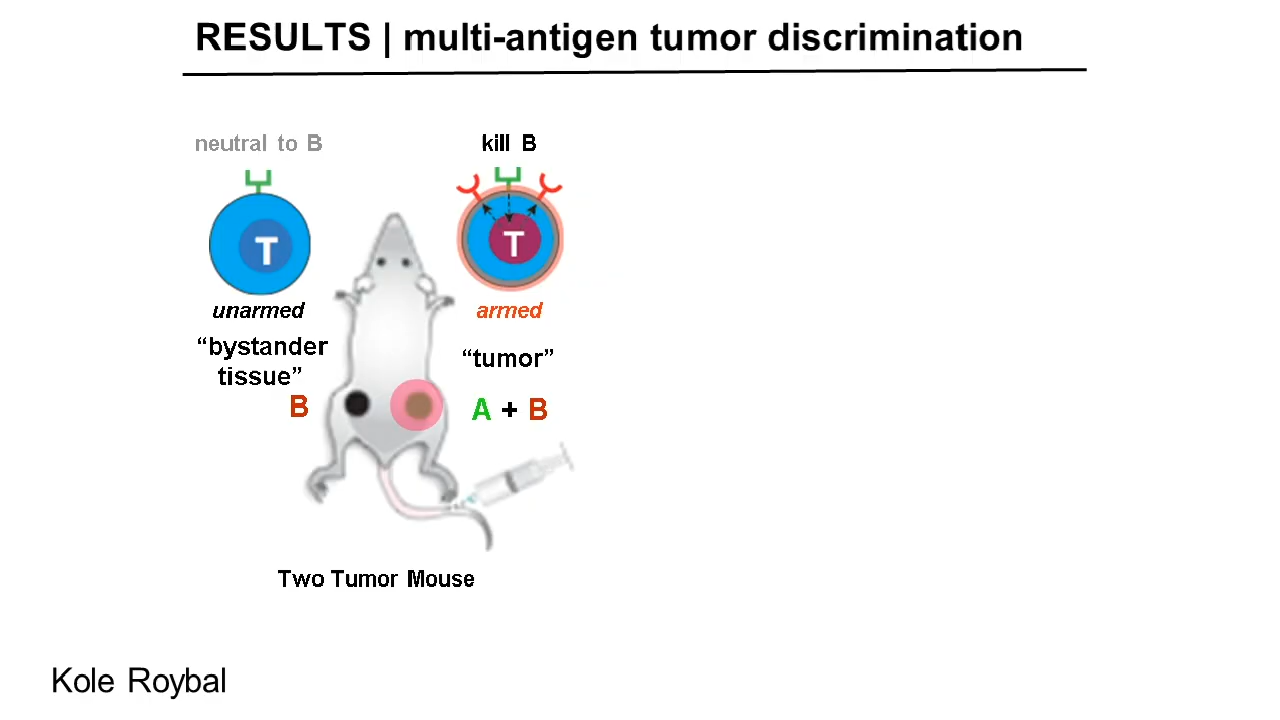 RESULTS | multi-antigen tumor discrimination
neutral to B
kill B
T
T
unarmed
armed
“bystander
tissue”
“tumor”
B
A + B
Two Tumor Mouse
Kole Roybal